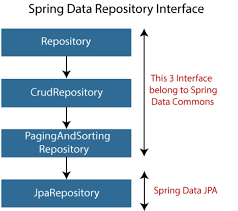 Spring Data Repository Interface
Repository
CrudRepository
PagingAndSorting
Repository
JpaRepository
This 3 Interface
belong to Spring
Data Commons
Spring Data JPA